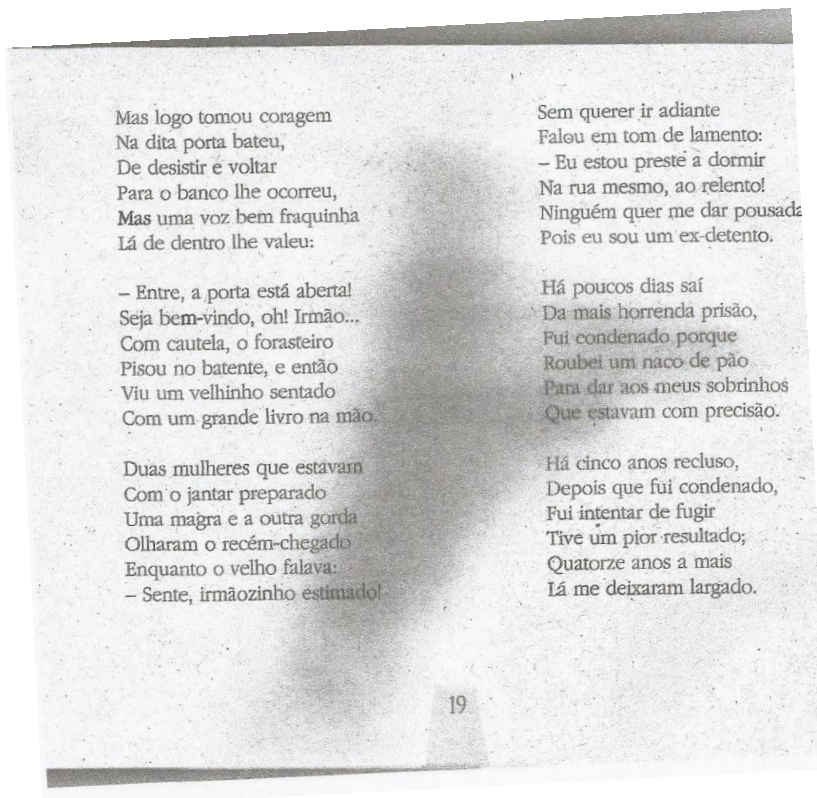 Mas logo tomou coragem
Na dita porta bateu,
De desistir e voltar
Para o banco lhe ocorreu,
Mas uma voz bem fraquinha
Lá de dentro lhe valeu:

– Entre, a porta está aberta!
Seja bem-vindo, oh! Irmão...
Com cautela, o forasteiro
Pisou no batente, e então
Viu um velhinho sentado
Com um grande livro na mão.

Duas mulheres que estavam
Com o jantar preparado
Uma magra e a outra gorda
Olharam o recém-chegado
Enquanto o velho falava:
– Sente, irmãozinho estimado!

Sem querer ir adiante
Falou em tom de lamento:
– Eu estou preste a dormir
Na rua mesmo, ao relento!
Ninguém quer me dar pousada
Pois eu sou um ex-detento.

Há poucos dias saí
Da mais horrenda prisão,
Fui condenado porque
Roubei um naco de pão
Para dar aos meus sobrinhos
Que estavam com precisão.

Há cinco anos recluso,
Depois que fui condenado,
Fui intentar de fugir
Tive um pior resultado;
Quatorze anos a mais
Lá me deixaram largado.

19